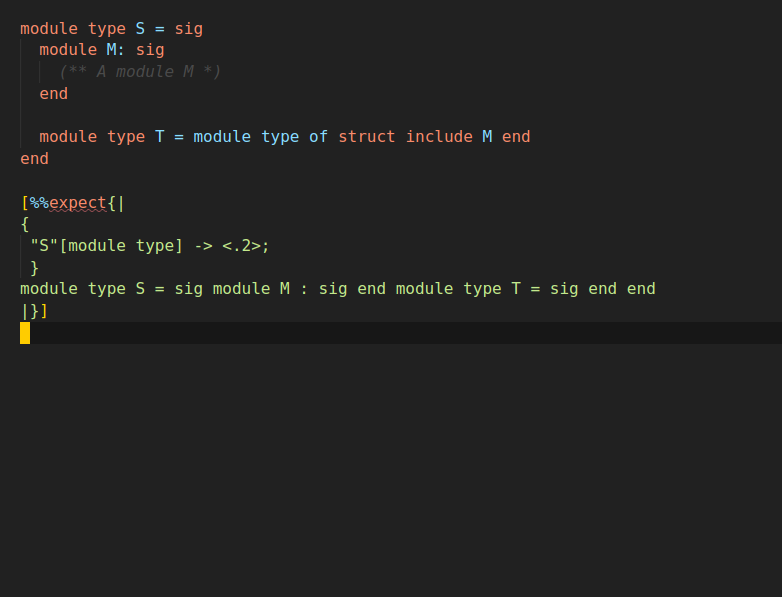 module type S = sig
  module M: sig
    (** A module M *)
  end

  module type T = module type of struct include M end
end

[%%expect{|
{
 "S"[module type] -> <.2>;
 }
module type S = sig module M : sig end module type T = sig end end
|}]